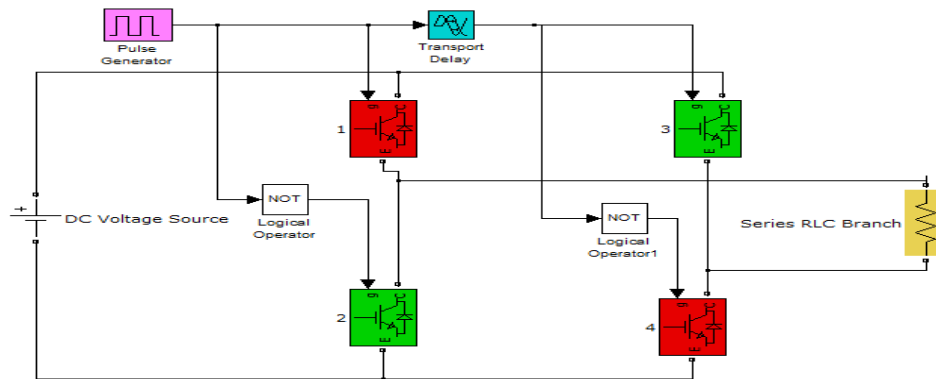 Pulse
Generator
Transport
Delay
g
C
1
E
g
C
3
E
+
DC Voltage Source
NOT
Logical
Operator
NOT
Logical
Operator1
Series RLC Branch
g
C
2
E
g
C
4
E